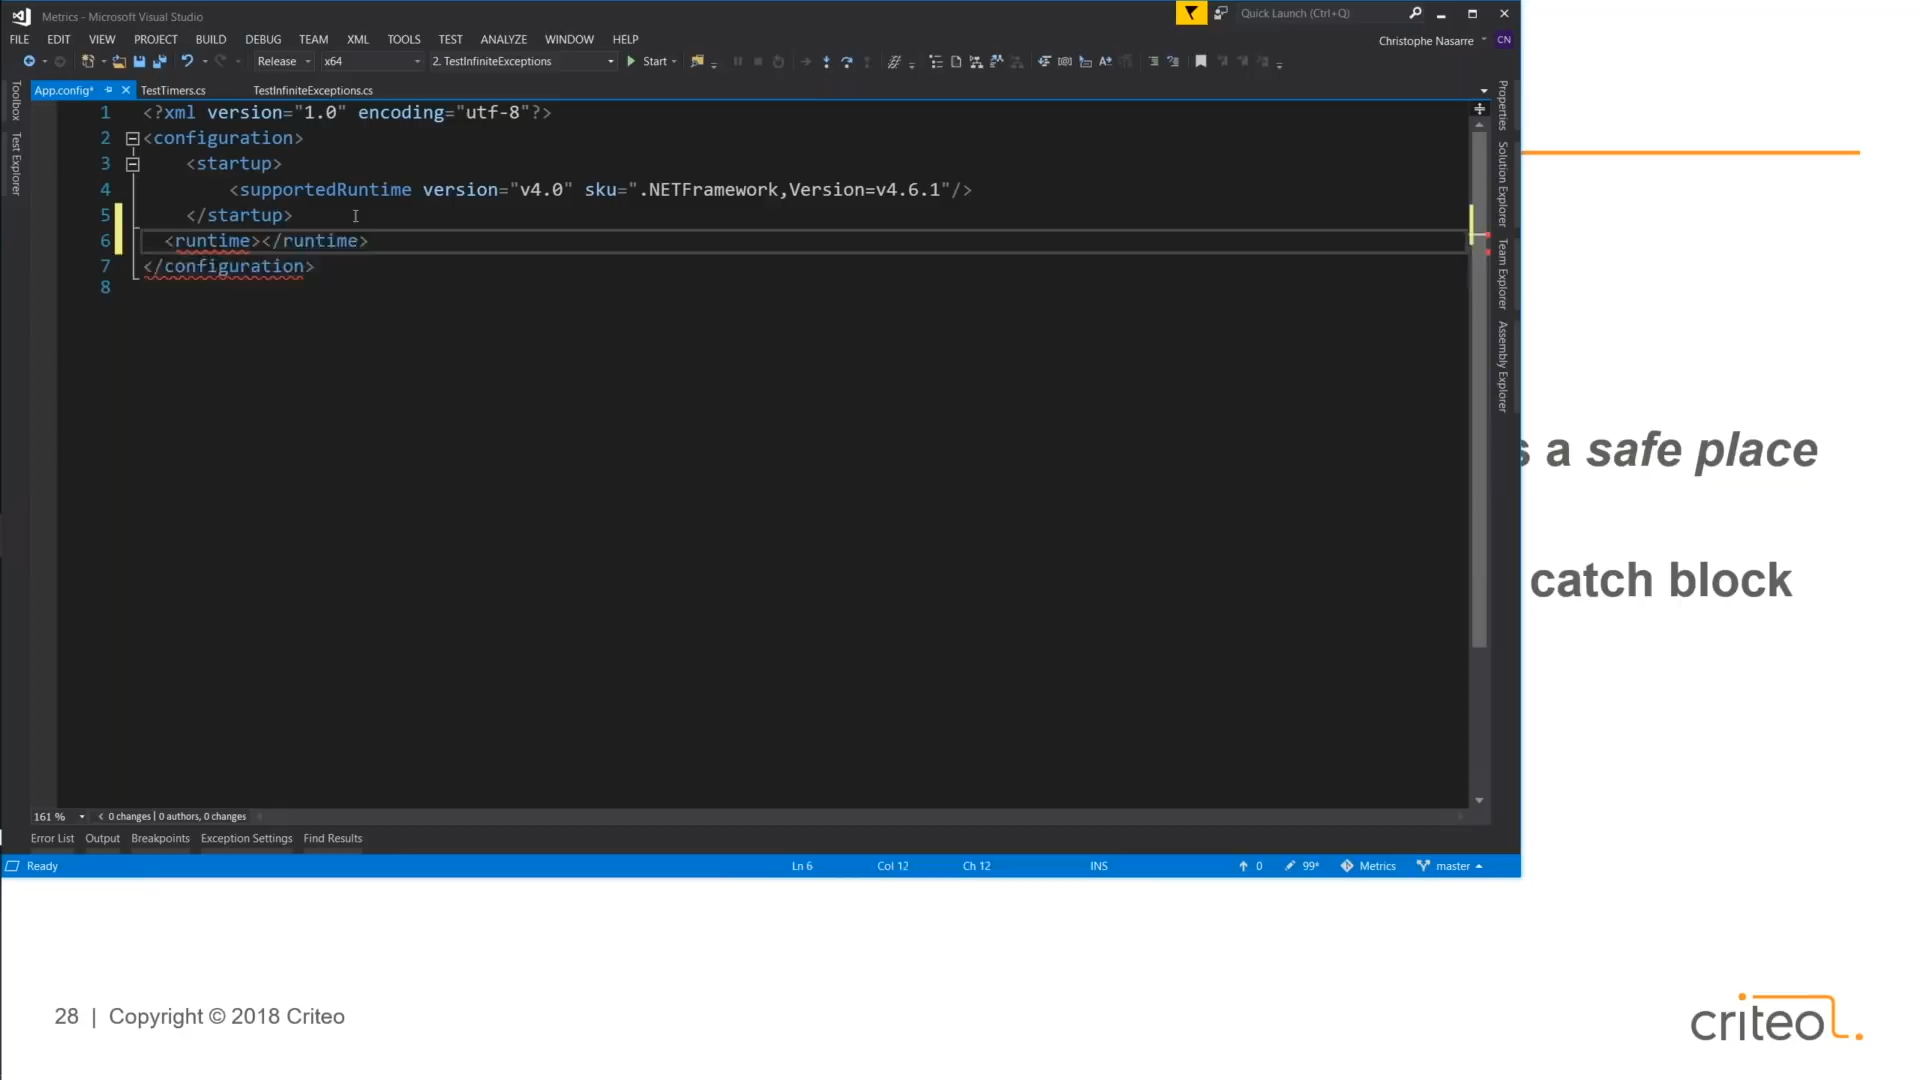 Metrics - Microsoft Visual Studio
Quick Launch (Ctrl+Q)
FILE EDIT VIEW PROJECT BUILD DEBUG TEAM XML TOOLS TEST ANALYZE WINDOW HELP
Christophe Nasarre CN
Release x64 2. TestInfiniteExceptions Start
App.config* TestTimers.cs TestInfiniteExceptions.cs
Toolbox
Test Explorer
1 <?xml version="1.0" encoding="utf-8"?>
2 <configuration>
3 <startup>
4 <supportedRuntime version="v4.0" sku=".NETFramework,Version=v4.6.1"/>
5 </startup>
6 <runtime></runtime>
7 </configuration>
8
Properties
Solution Explorer
Team Explorer
Assembly Explorer
s a safe place
catch block
161 % < 0 changes | 0 authors, 0 changes
Error List Output Breakpoints Exception Settings Find Results
Ready Ln 6 Col 12 Ch 12 INS 0 99* Metrics master
28 | Copyright © 2018 Criteo
criteo